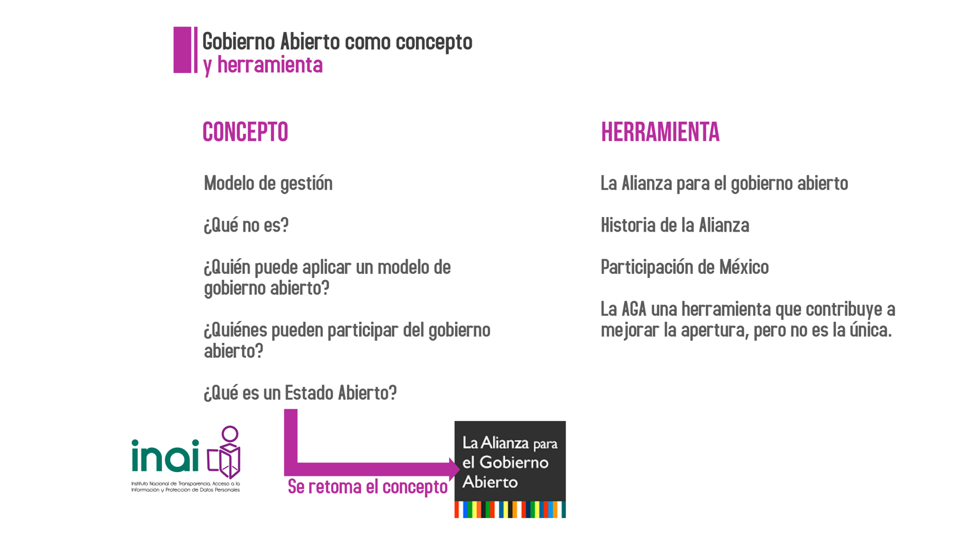 Gobierno Abierto como concepto
y herramienta
CONCEPTO
Modelo de gestión
¿Qué no es?
¿Quién puede aplicar un modelo de
gobierno abierto?
¿Quiénes pueden participar del gobierno
abierto?
¿Qué es un Estado Abierto?
HERRAMIENTA
La Alianza para el gobierno abierto
Historia de la Alianza
Participación de México
La AGA una herramienta que contribuye a
mejorar la apertura, pero no es la única.
inai
Instituto Nacional de Transparencia, Acceso a la
Información y Protección de Datos Personales
Se retoma el concepto
La Alianza para
el Gobierno
Abierto